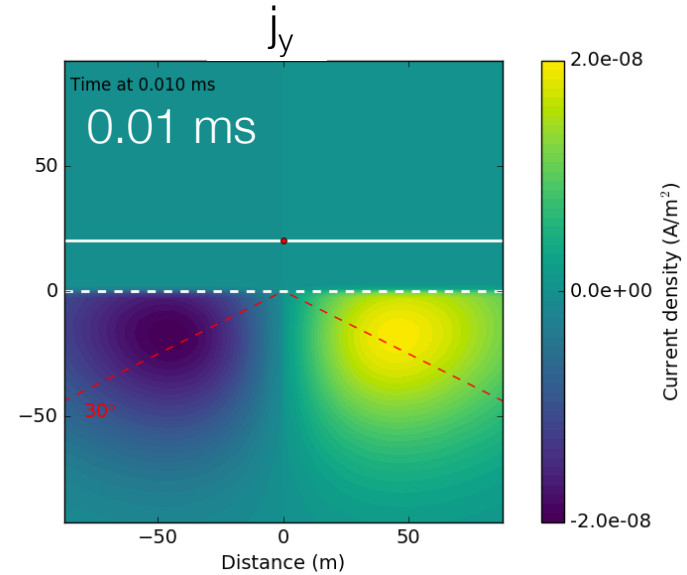 j_y
Time at 0.010 ms
0.01 ms
50
0
−50
30°
−50
0
50
Distance (m)
2.0e-08
0.0e+00
-2.0e-08
Current density (A/m²)